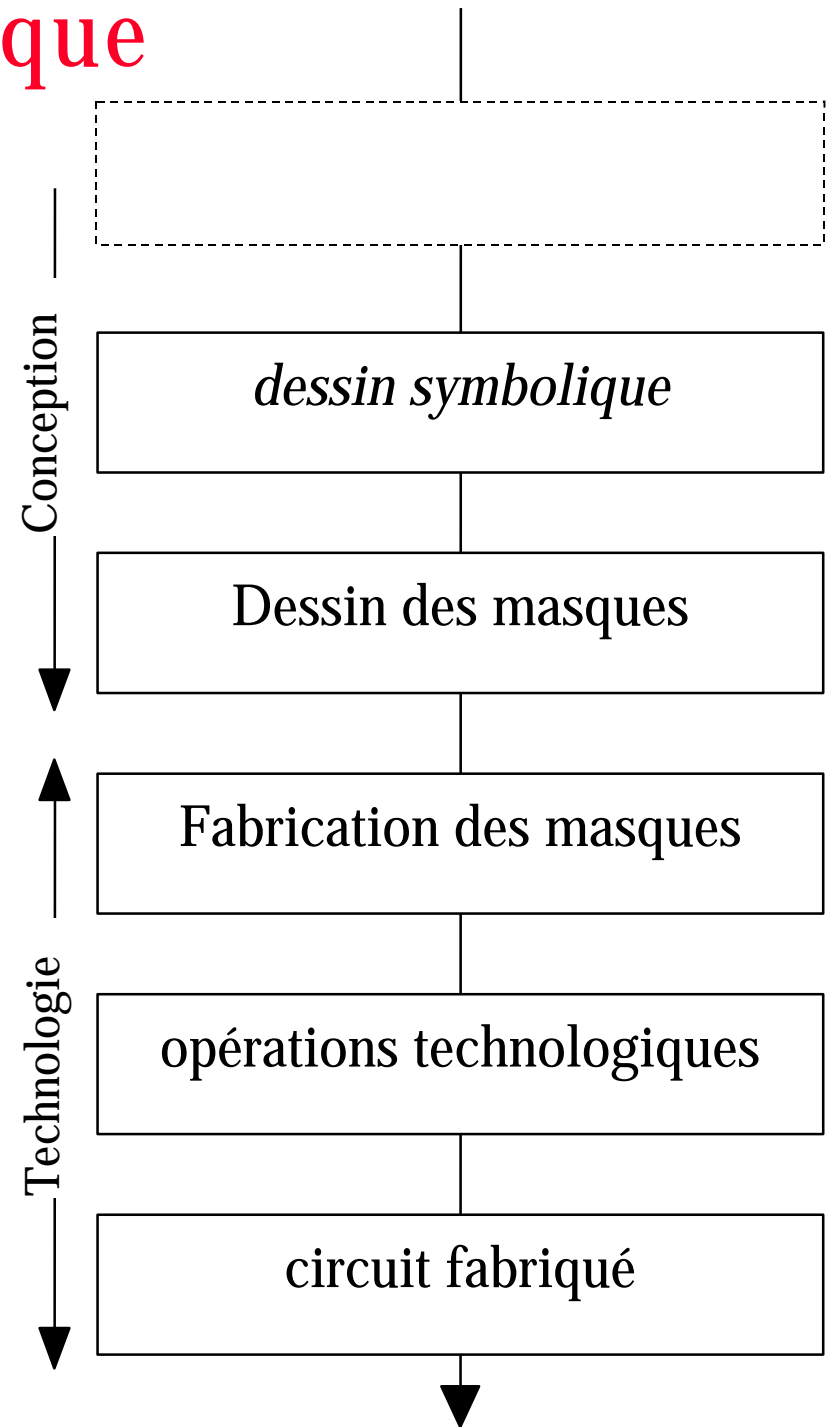 que
Conception
dessin symbolique
Dessin des masques
Fabrication des masques
Technologie
opérations technologiques
circuit fabriqué